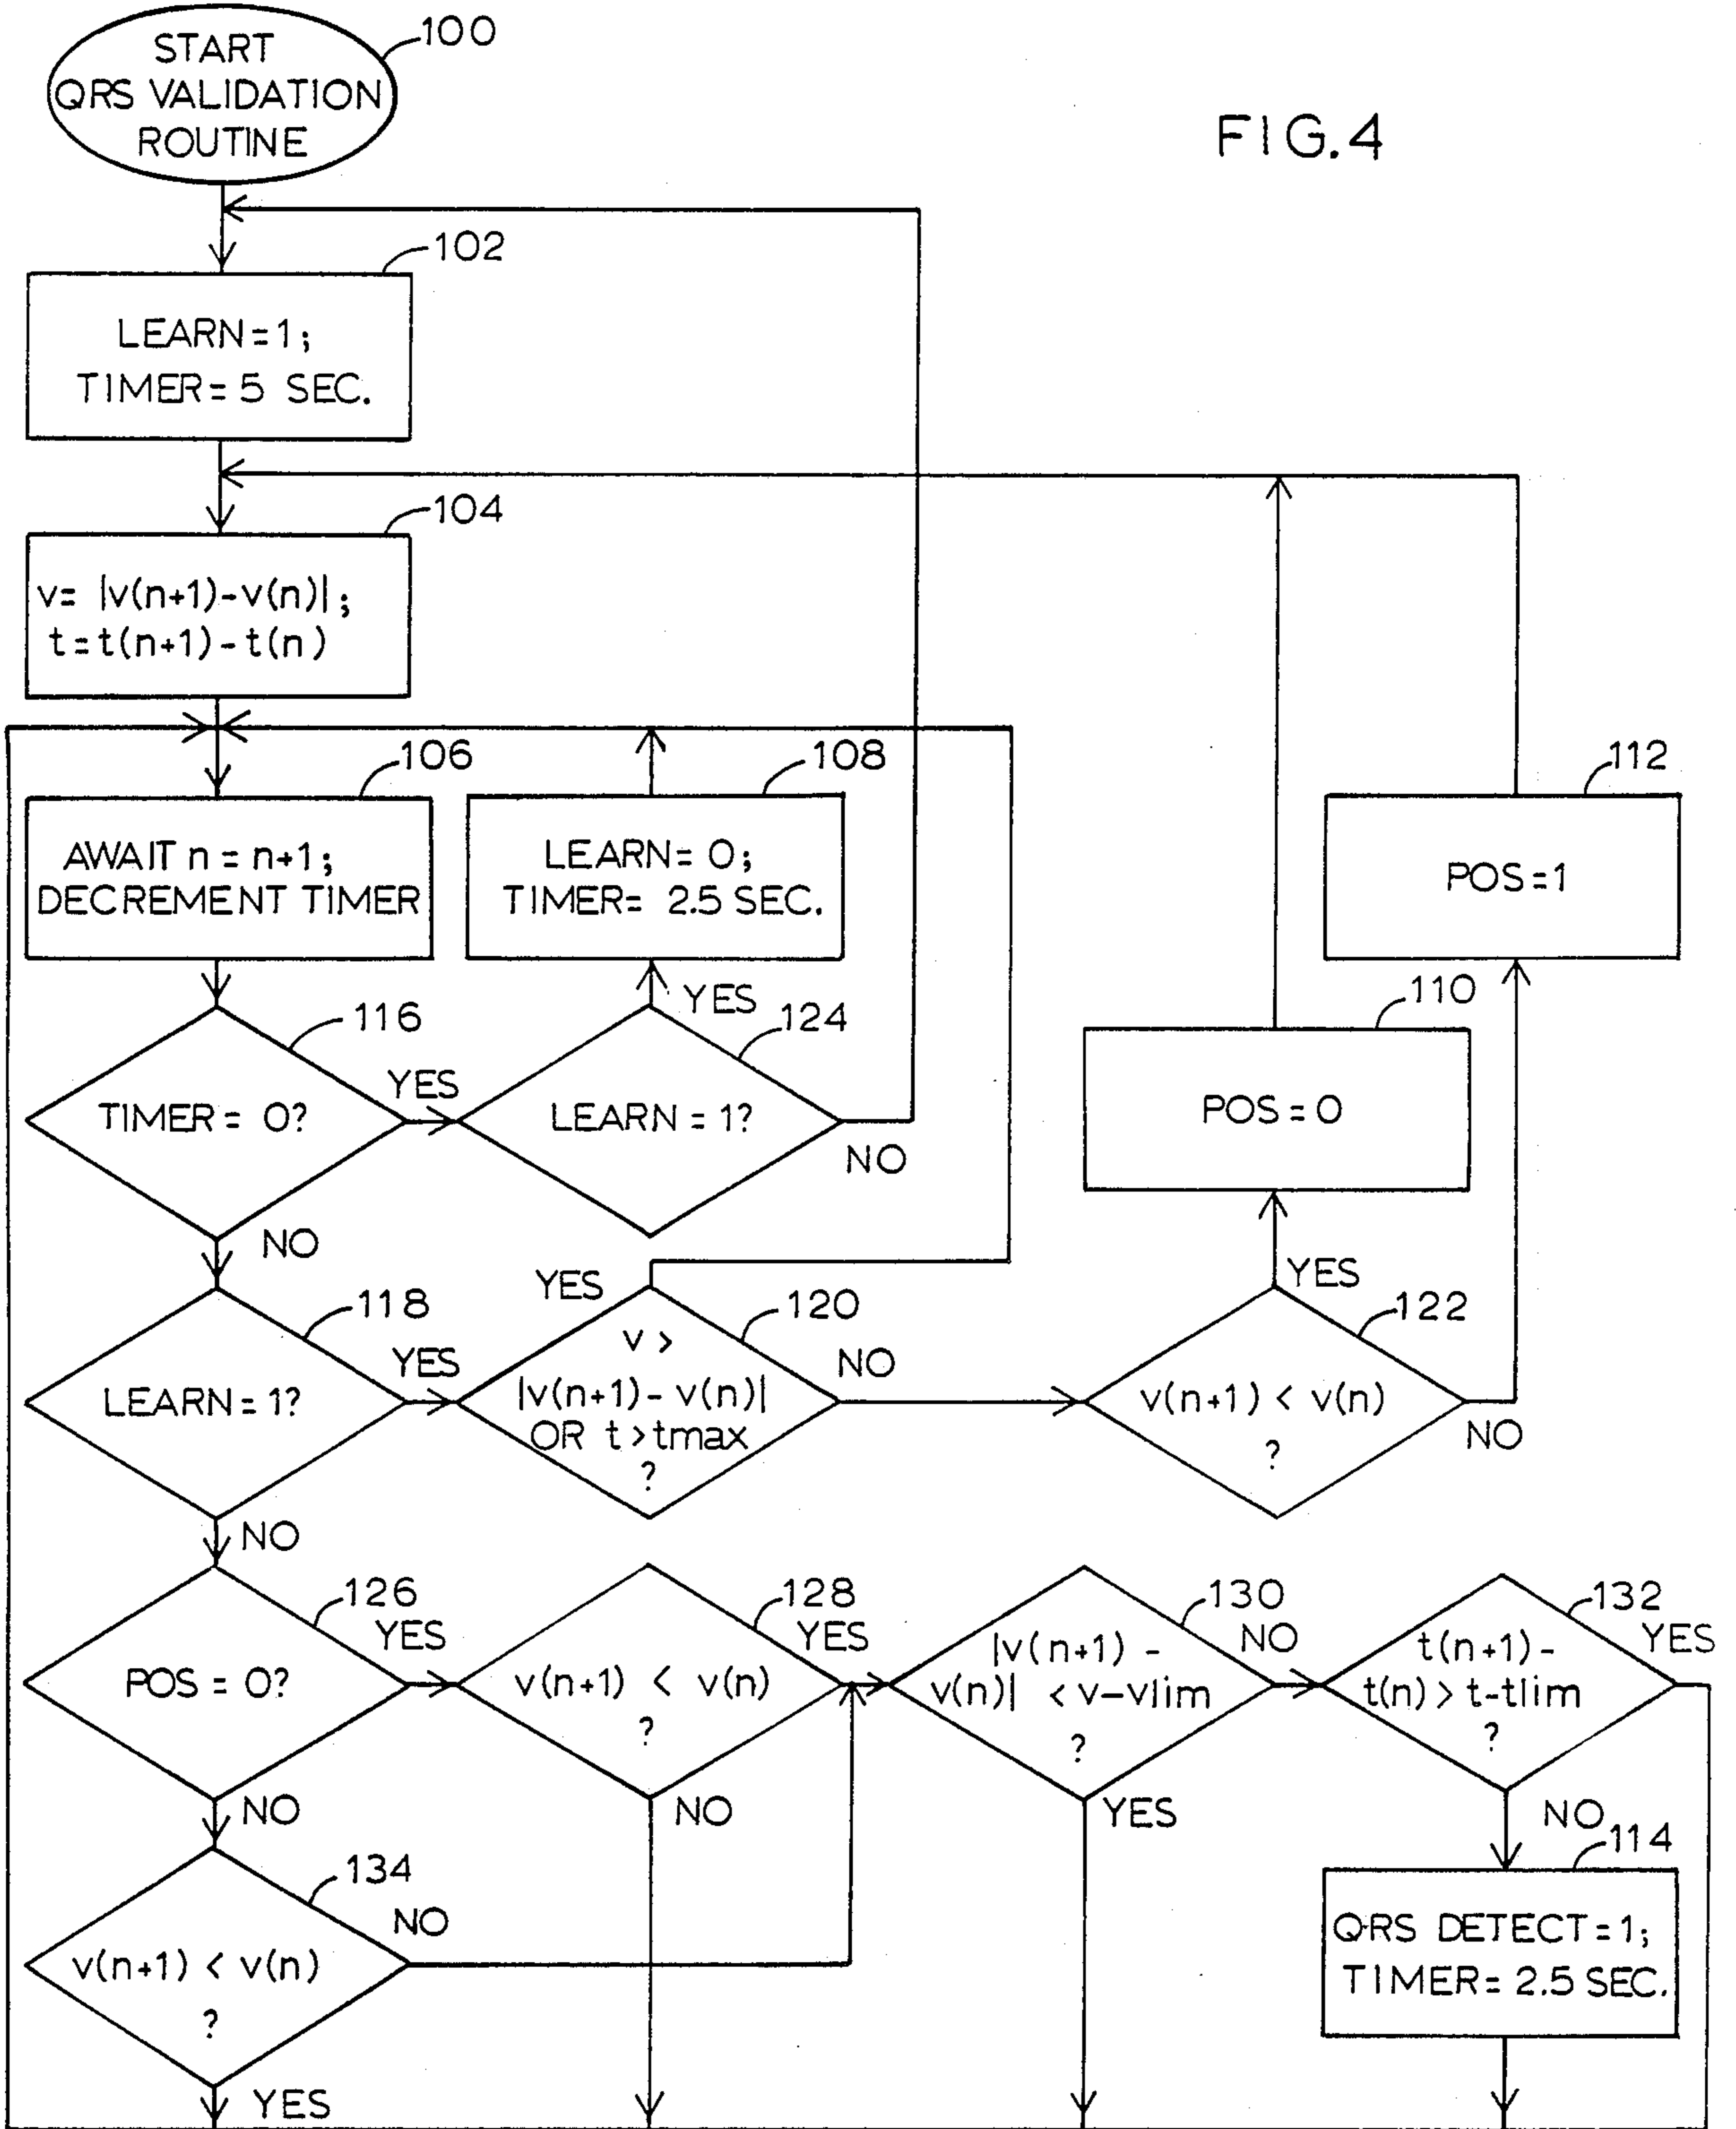 START
QRS VALIDATION
ROUTINE
100
FIG.4
102
LEARN=1;
TIMER=5 SEC.
104
v= |v(n+1)-v(n)|;
t=t(n+1)-t(n)
106
AWAIT n=n+1;
DECREMENT TIMER
108
LEARN=0;
TIMER= 2.5 SEC.
112
POS=1
110
POS=0
116
TIMER= 0?
YES
NO
YES
124
LEARN=1?
NO
118
LEARN=1?
YES
NO
YES
120
v >
|v(n+1)- v(n)|
OR t>tmax
?
NO
YES
122
v(n+1) < v(n)
?
NO
126
POS=0?
YES
NO
128
v(n+1) < v(n)
?
YES
NO
130
|v(n+1) -
v(n)| <v-vlim
?
NO
YES
132
t(n+1)-
t(n)>t-tlim
?
YES
NO
134
v(n+1) < v(n)
?
NO
YES
114
QRS DETECT=1;
TIMER=2.5 SEC.